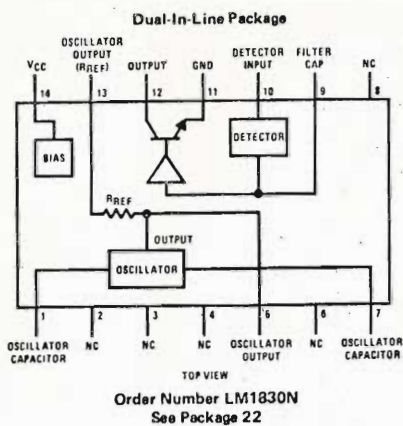 Dual-In-Line Package
VCC
OSCILLATOR
OUTPUT
(RREF)
OUTPUT
GND
DETECTOR
INPUT
FILTER
CAP
NC
14
13
12
11
10
9
8
BIAS
DETECTOR
RREF
OUTPUT
OSCILLATOR
1
2
3
4
5
6
7
OSCILLATOR
CAPACITOR
NC
NC
NC
OSCILLATOR
OUTPUT
NC
OSCILLATOR
CAPACITOR
TOP VIEW
Order Number LM1830N
See Package 22